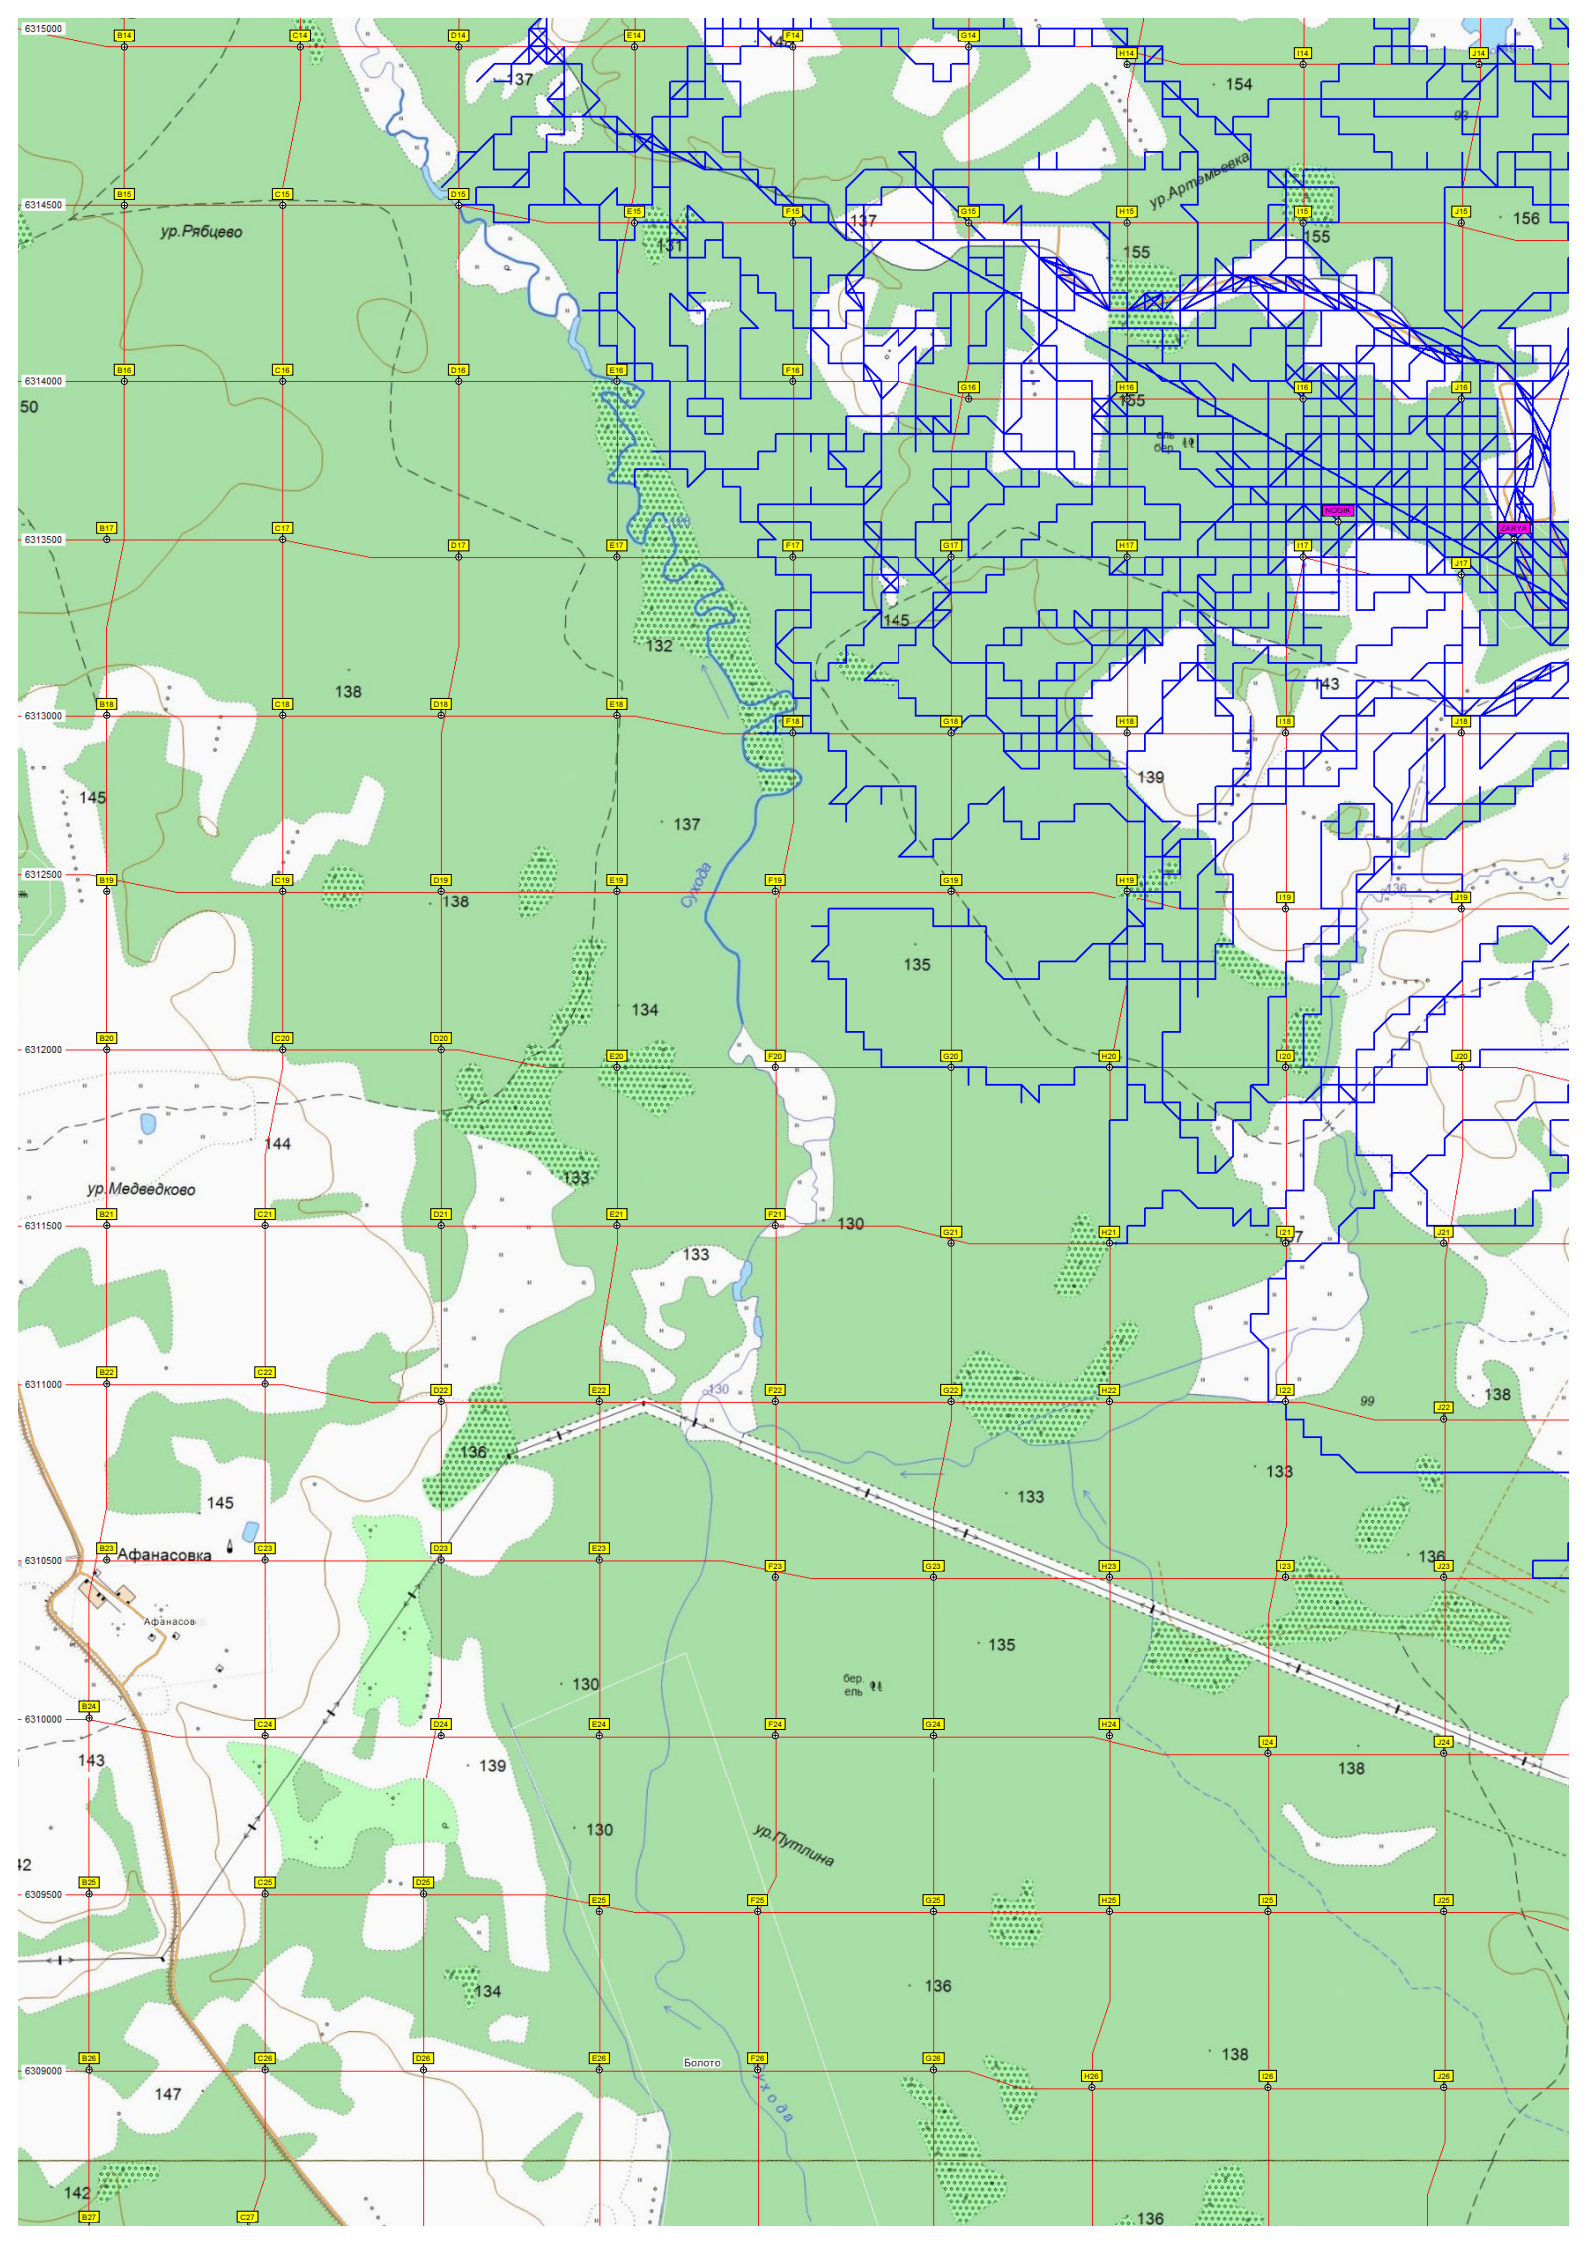 6315000
B14 C14 D14 E14 F14 G14
H14 I14 J14
137
154
93
ур.Артемьевка
6314500
B15 C15 D15 E15 F15 G15 H15 I15 J15
ур.Рябцево
131
137
155
155
156
6314000
B16 C16 D16 E16 F16 G16 H16 I16 J16
50
155
ель
бер.
NOGIK
ZARYA
6313500
B17 C17 D17 E17 F17 G17 H17 I17 J17
145
132
138
143
6313000
B18 C18 D18 E18 F18 G18 H18 I18 J18
139
145
137
6312500
B19 C19 D19 E19 F19 G19 H19 I19 J19
Сухода
136
138
135
134
6312000
B20 C20 D20 E20 F20 G20 H20 I20 J20
144
133
ур.Медведково
6311500
B21 C21 D21 E21 F21 G21 H21 I21 J21
130
133
6311000
B22 C22 D22 E22 F22 G22 H22 I22 J22
130
99
138
136
133
145
133
6310500
B23 C23 D23 E23 F23 G23 H23 I23 J23
Афанасовка
136
Афанасов
135
130
бер.
ель
6310000
B24 C24 D24 E24 F24 G24 H24 I24 J24
143
139
138
130
ур.Путлина
42
6309500
B25 C25 D25 E25 F25 G25 H25 I25 J25
134
136
138
Болото
6309000
B26 C26 D26 E26 F26 G26 H26 I26 J26
147
ухода
142
B27 C27
136